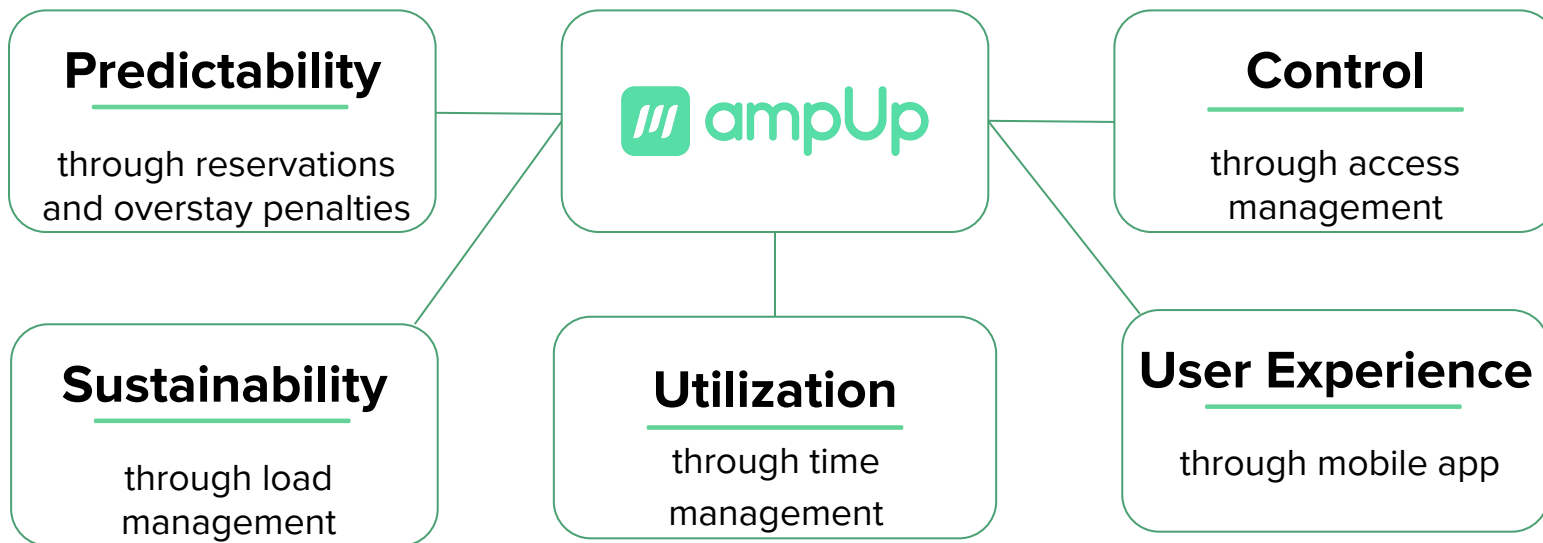 Predictability
through reservations
and overstay penalties
ampUp
Control
through access
management
Sustainability
through load
management
Utilization
through time
management
User Experience
through mobile app